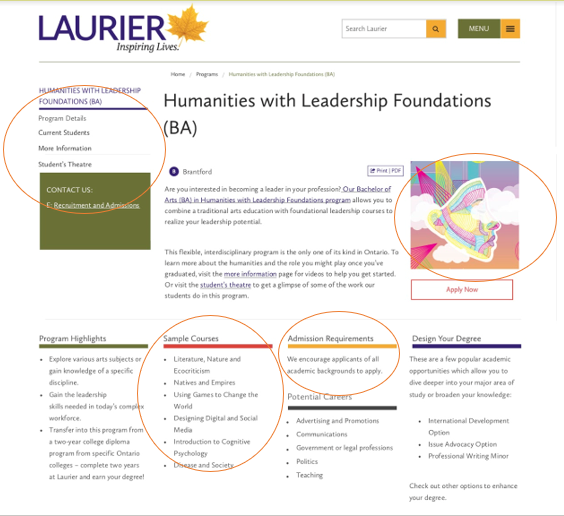 LAURIER
Inspiring Lives.
Search Laurier
MENU
Home / Programs / Humanities with Leadership Foundations (BA)
HUMANITIES WITH LEADERSHIP
FOUNDATIONS (BA)
Program Details
Current Students
More Information
Student's Theatre
CONTACT US:
E: Recruitment and Admissions
Humanities with Leadership Foundations
(BA)
B Brantford
Print | PDF
Are you interested in becoming a leader in your profession? Our Bachelor of
Arts (BA) in Humanities with Leadership Foundations program allows you to
combine a traditional arts education with foundational leadership courses to
realize your leadership potential.
This flexible, interdisciplinary program is the only one of its kind in Ontario. To
learn more about the humanities and the role you might play once you've
graduated, visit the more information page for videos to help you get started.
Or visit the student's theatre to get a glimpse of some of the work our
students do in this program.
Apply Now
Program Highlights
• Explore various arts subjects or
gain knowledge of a specific
discipline.
• Gain the leadership
skills needed in today's complex
workforce.
• Transfer into this program from
a two-year college diploma
program from specific Ontario
colleges – complete two years
at Laurier and earn your degree!
Sample Courses
• Literature, Nature and
Ecocriticism
• Natives and Empires
• Using Games to Change the
World
• Designing Digital and Social
Media
• Introduction to Cognitive
Psychology
• Disease and Society
Admission Requirements
We encourage applicants of all
academic backgrounds to apply.
Potential Careers
• Advertising and Promotions
• Communications
• Government or legal professions
• Politics
• Teaching
Design Your Degree
These are a few popular academic
opportunities which allow you to
dive deeper into your major area of
study or broaden your knowledge:
• International Development
Option
• Issue Advocacy Option
• Professional Writing Minor
Check out other options to enhance
your degree.